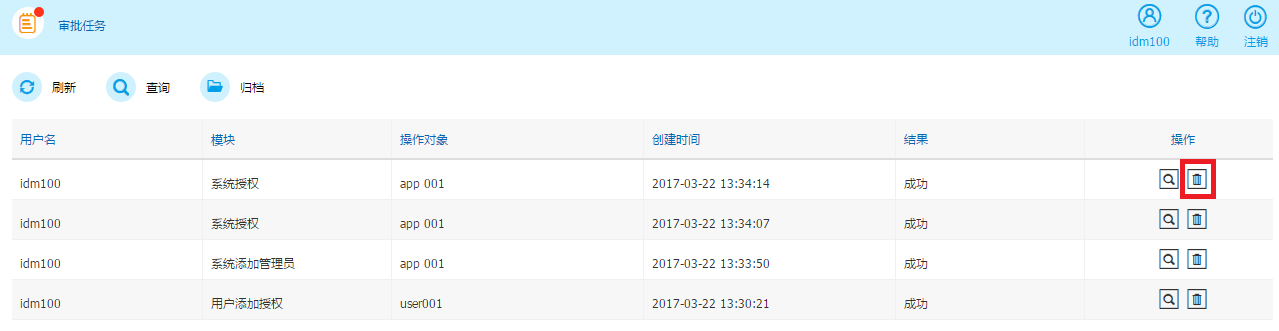 审批任务
idm100 帮助 注销
刷新 查询 归档
用户名 模块 操作对象 创建时间 结果 操作
idm100 系统授权 app 001 2017-03-22 13:34:14 成功
idm100 系统授权 app 001 2017-03-22 13:34:07 成功
idm100 系统添加管理员 app 001 2017-03-22 13:33:50 成功
idm100 用户添加授权 user001 2017-03-22 13:30:21 成功